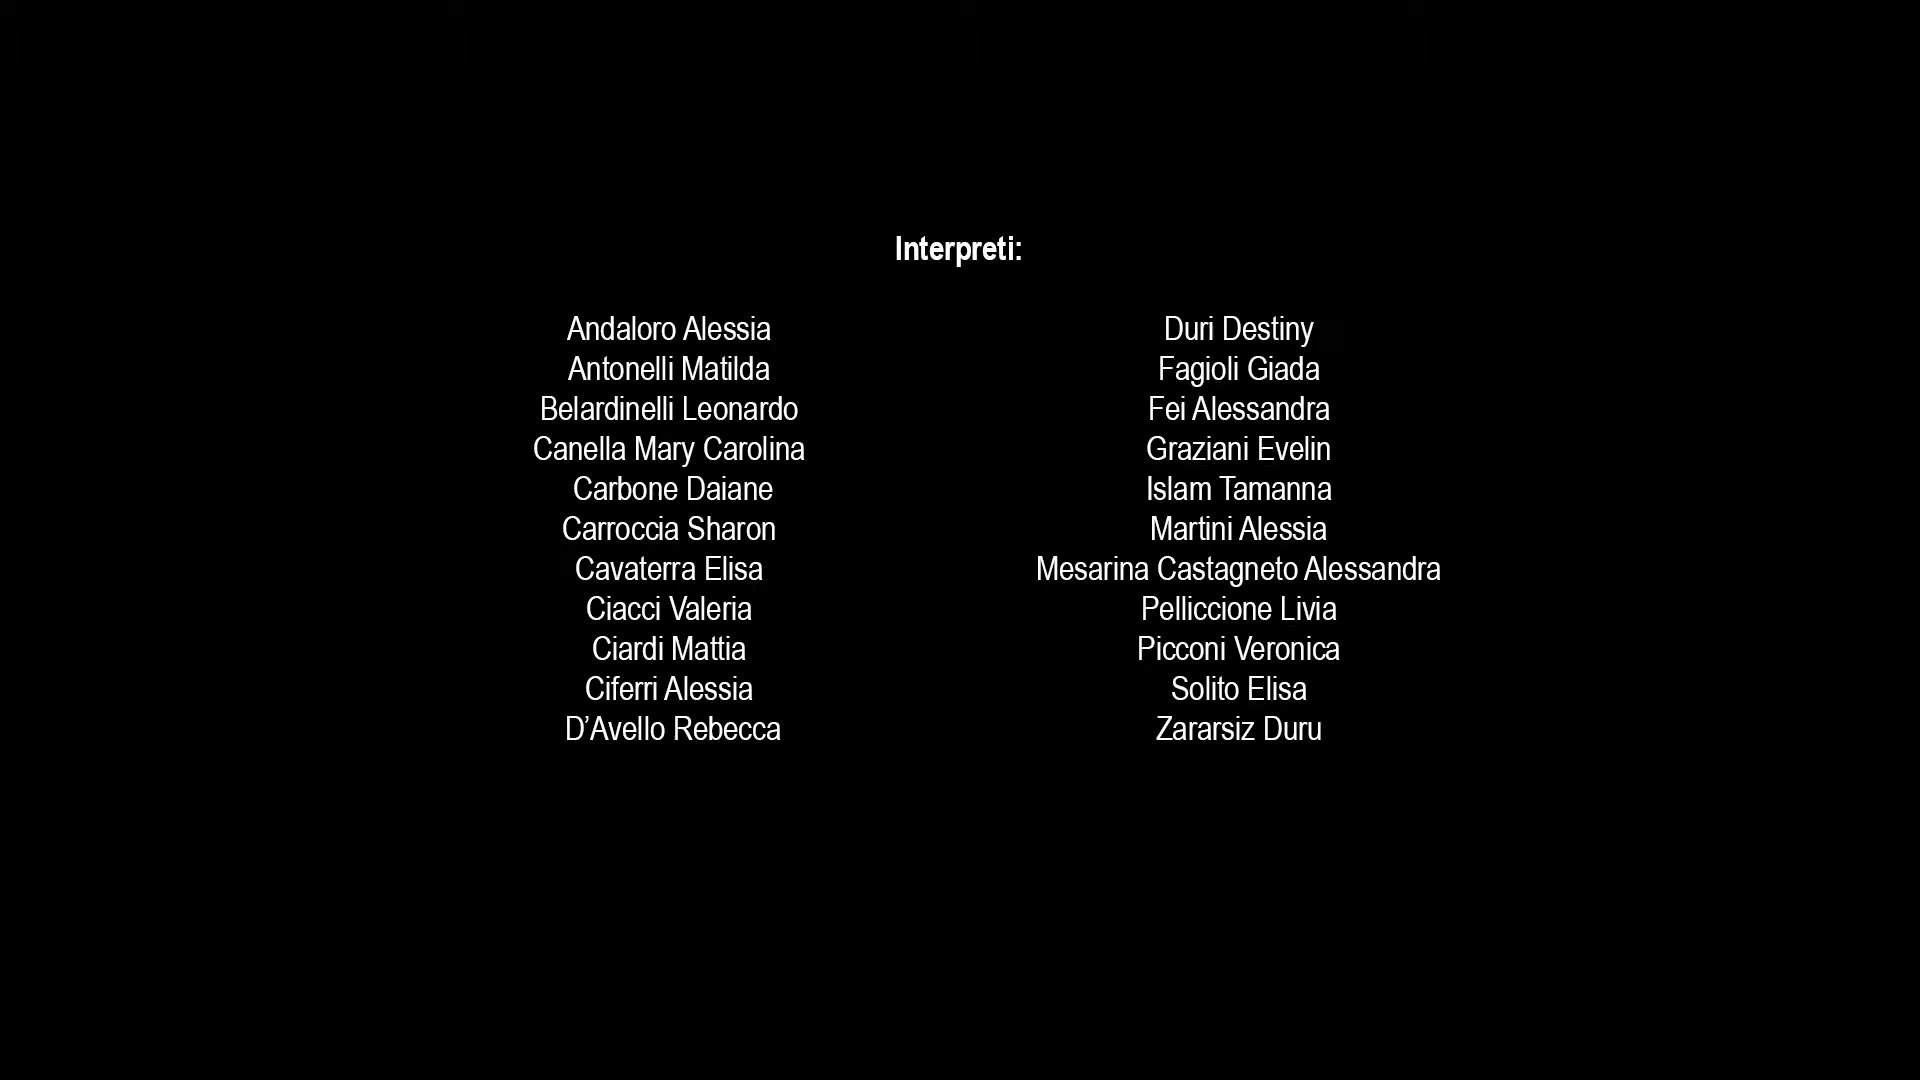 Interpreti:
Andaloro Alessia
Antonelli Matilda
Belardinelli Leonardo
Canella Mary Carolina
Carbone Daiane
Carroccia Sharon
Cavaterra Elisa
Ciacci Valeria
Ciardi Mattia
Ciferri Alessia
D’Avello Rebecca
Duri Destiny
Fagioli Giada
Fei Alessandra
Graziani Evelin
Islam Tamanna
Martini Alessia
Mesarina Castagneto Alessandra
Pelliccione Livia
Picconi Veronica
Solito Elisa
Zararsiz Duru